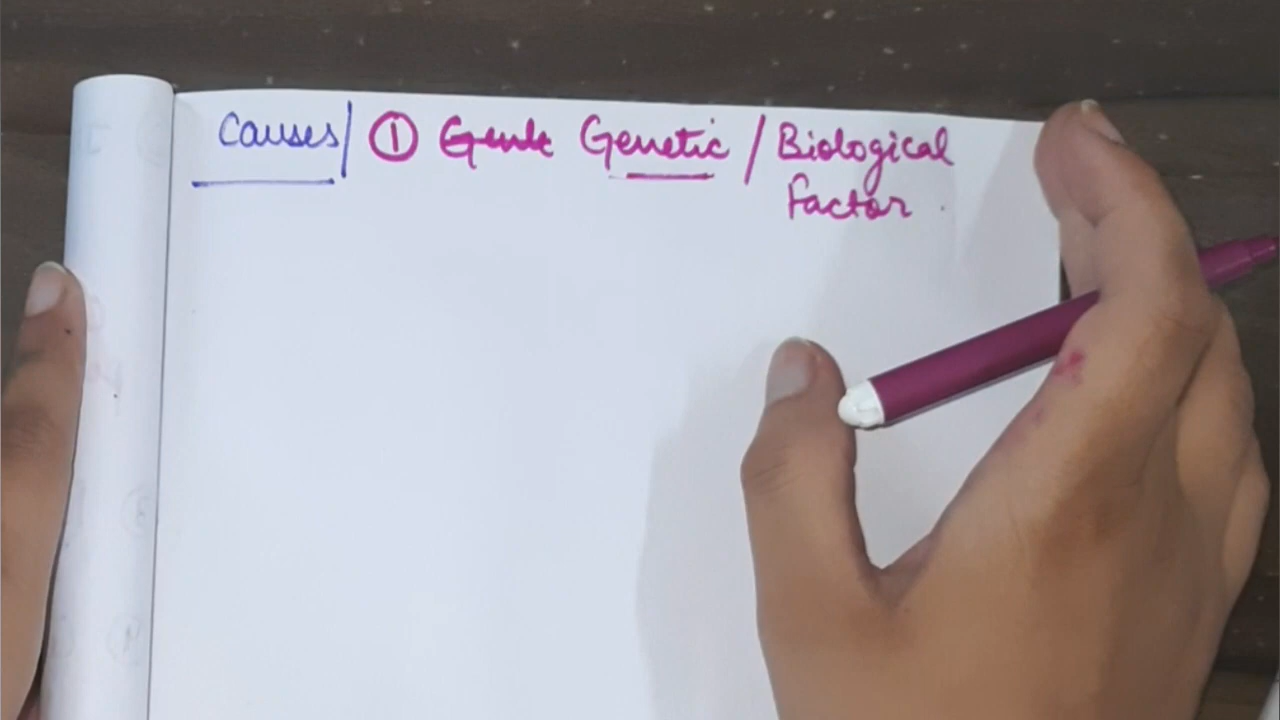 Causes/ ① Genetic / Biological
Factor